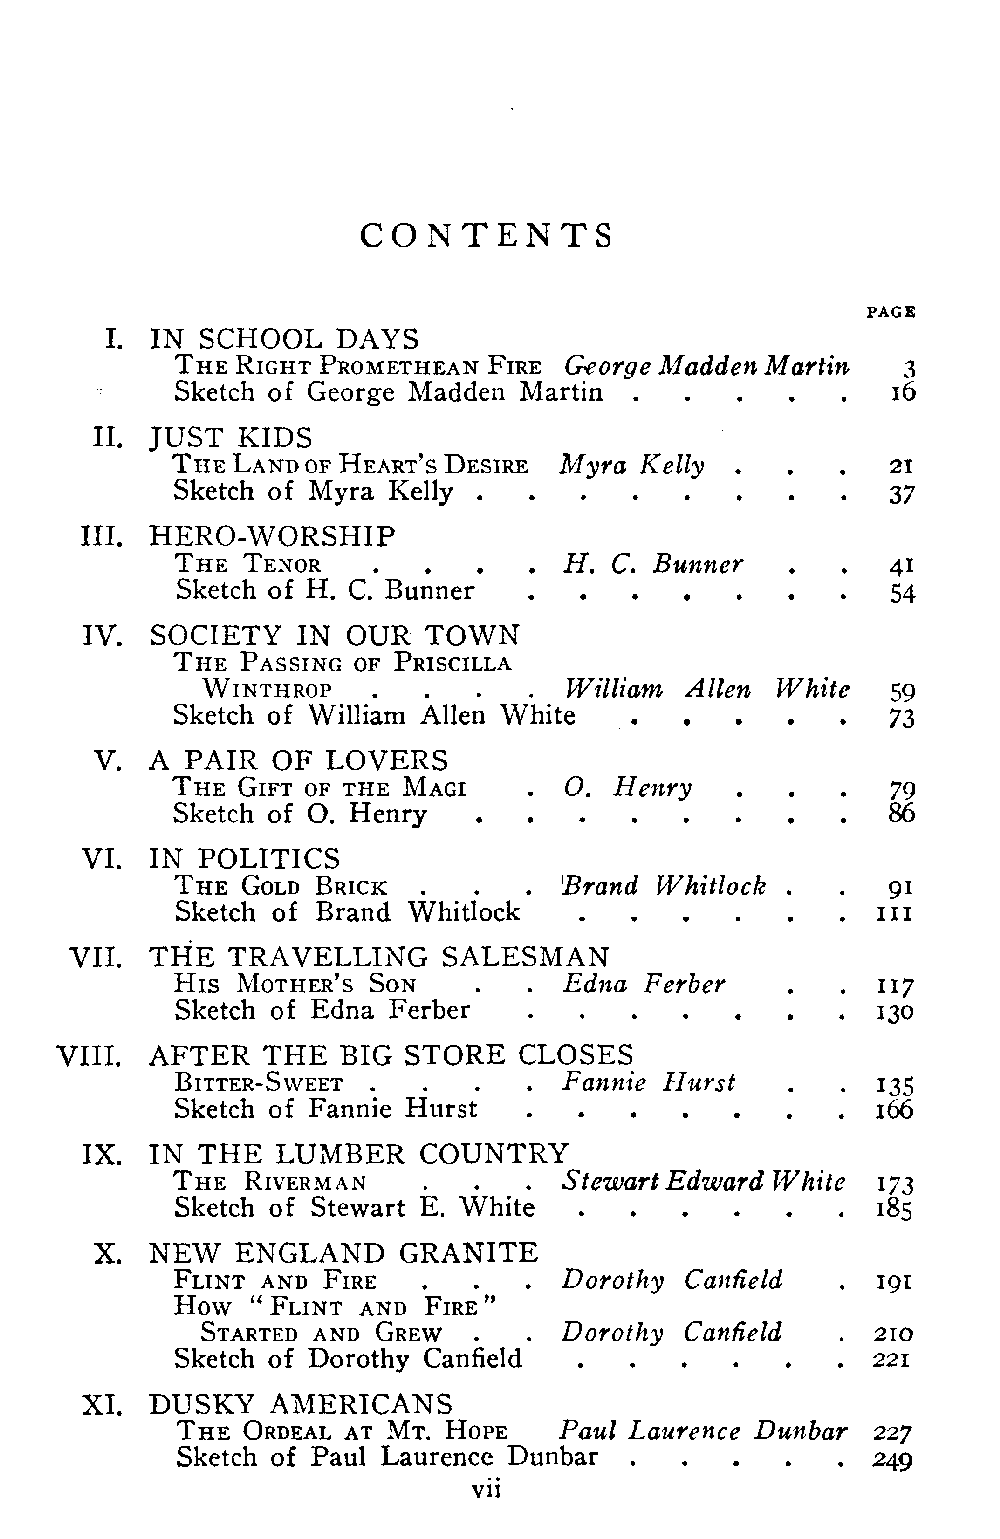 CONTENTS
PAGE
I. IN SCHOOL DAYS
THE RIGHT PROMETHEAN FIRE George Madden Martin 3
Sketch of George Madden Martin . . . . . 16
II. JUST KIDS
THE LAND OF HEART'S DESIRE Myra Kelly . . . 21
Sketch of Myra Kelly . . . . . . . . 37
III. HERO-WORSHIP
THE TENOR . . . . H. C. Bunner . . 41
Sketch of H. C. Bunner . . . . . . . 54
IV. SOCIETY IN OUR TOWN
THE PASSING OF PRISCILLA
WINTHROP . . . . William Allen White 59
Sketch of William Allen White . . . . . 73
V. A PAIR OF LOVERS
THE GIFT OF THE MAGI . O. Henry . . . 79
Sketch of O. Henry . . . . . . . . 86
VI. IN POLITICS
THE GOLD BRICK . . . Brand Whitlock . . 91
Sketch of Brand Whitlock . . . . . . 111
VII. THE TRAVELLING SALESMAN
HIS MOTHER'S SON . . Edna Ferber . . 117
Sketch of Edna Ferber . . . . . . . 130
VIII. AFTER THE BIG STORE CLOSES
BITTER-SWEET . . . . Fannie Hurst . . 135
Sketch of Fannie Hurst . . . . . . . 166
IX. IN THE LUMBER COUNTRY
THE RIVERMAN . . . Stewart Edward White 173
Sketch of Stewart E. White . . . . . . 185
X. NEW ENGLAND GRANITE
FLINT AND FIRE . . . Dorothy Canfield . 191
HOW "FLINT AND FIRE"
STARTED AND GREW . . Dorothy Canfield . 210
Sketch of Dorothy Canfield . . . . . . 221
XI. DUSKY AMERICANS
THE ORDEAL AT MT. HOPE Paul Laurence Dunbar 227
Sketch of Paul Laurence Dunbar . . . . . 249
vii